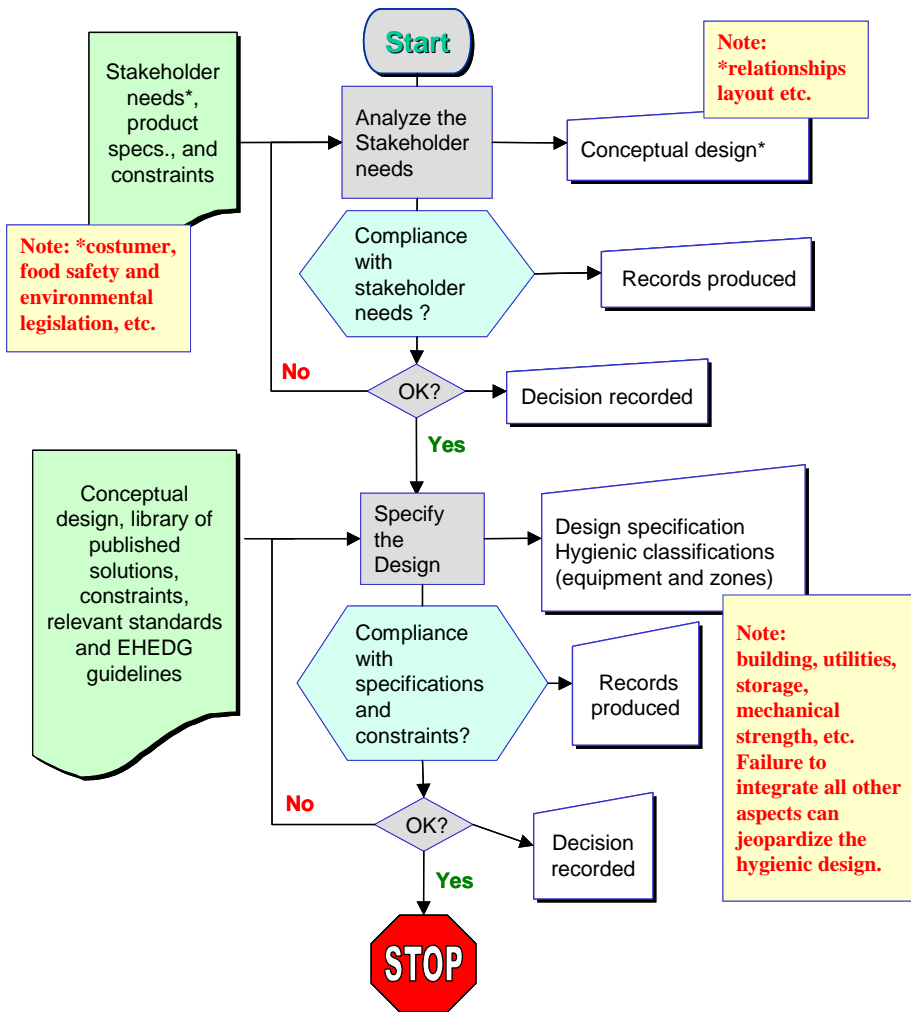 Start
Note:
*relationships
layout etc.
Stakeholder
needs*,
product
specs., and
constraints
Analyze the
Stakeholder
needs
Conceptual design*
Note: *costumer,
food safety and
environmental
legislation, etc.
Compliance
with
stakeholder
needs ?
Records produced
No
OK?
Decision recorded
Yes
Conceptual
design, library of
published
solutions,
constraints,
relevant standards
and EHEDG
guidelines
Specify
the
Design
Design specification
Hygienic classifications
(equipment and zones)
Compliance
with
specifications
and
constraints?
Records
produced
Note:
building, utilities,
storage,
mechanical
strength, etc.
Failure to
integrate all other
aspects can
jeopardize the
hygienic design.
No
OK?
Decision
recorded
Yes
STOP